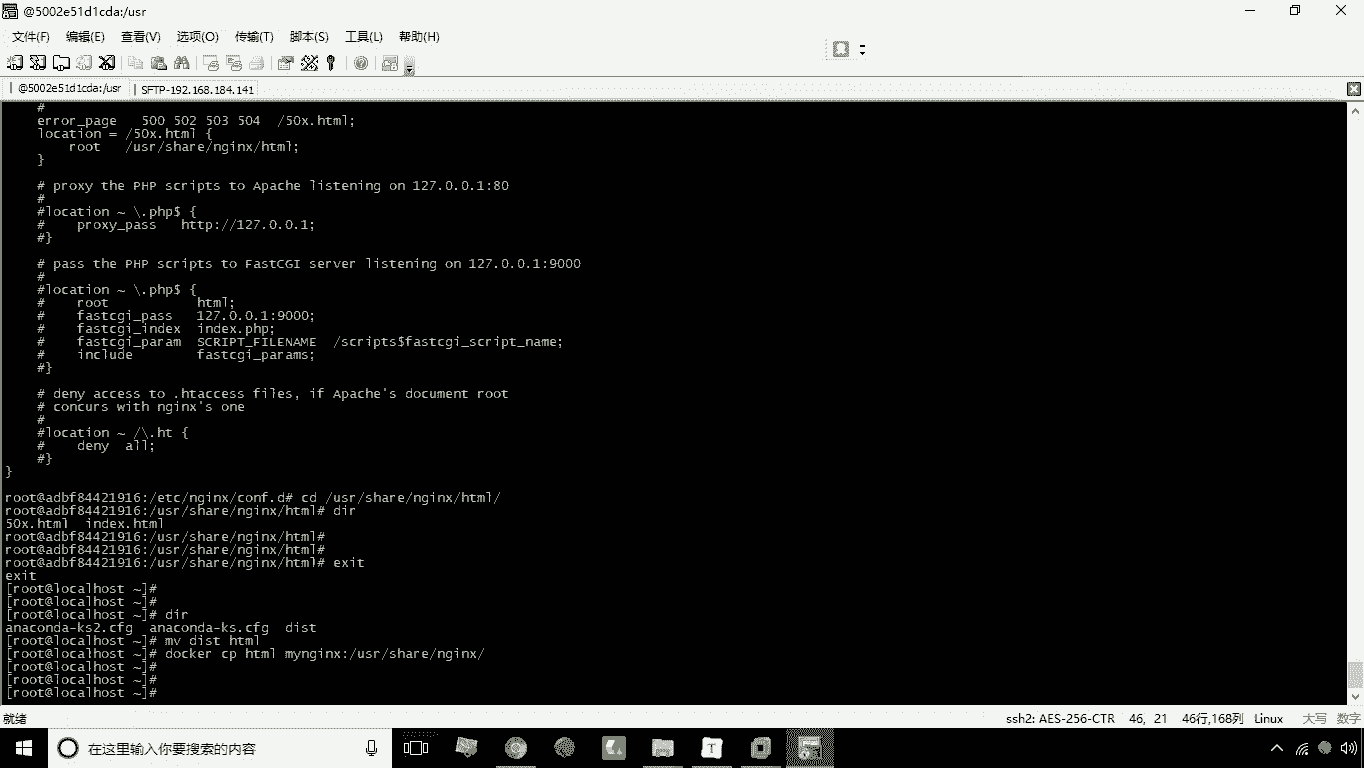 @5002e51d1cda:/usr
文件(F) 编辑(E) 查看(V) 选项(O) 传输(T) 脚本(S) 工具(L) 帮助(H)
@5002e51d1cda:/usr SFTP-192.168.184.141
#
error_page 500 502 503 504 /50x.html;
location = /50x.html {
root /usr/share/nginx/html;
}
# proxy the PHP scripts to Apache listening on 127.0.0.1:80
#
#location ~ \.php$ {
# proxy_pass http://127.0.0.1;
#}
# pass the PHP scripts to FastCGI server listening on 127.0.0.1:9000
#
#location ~ \.php$ {
# root html;
# fastcgi_pass 127.0.0.1:9000;
# fastcgi_index index.php;
# fastcgi_param SCRIPT_FILENAME /scripts$fastcgi_script_name;
# include fastcgi_params;
#}
# deny access to .htaccess files, if Apache's document root
# concurs with nginx's one
#
#location ~ /\.ht {
# deny all;
#}
}
root@adbf84421916:/etc/nginx/conf.d# cd /usr/share/nginx/html/
root@adbf84421916:/usr/share/nginx/html# dir
50x.html index.html
root@adbf84421916:/usr/share/nginx/html#
root@adbf84421916:/usr/share/nginx/html#
root@adbf84421916:/usr/share/nginx/html# exit
exit
[root@localhost ~]#
[root@localhost ~]#
[root@localhost ~]# dir
anaconda-ks2.cfg anaconda-ks.cfg dist
[root@localhost ~]# mv dist html
[root@localhost ~]# docker cp html mynginx:/usr/share/nginx/
[root@localhost ~]#
[root@localhost ~]#
[root@localhost ~]#
就绪 ssh2: AES-256-CTR 46, 21 46行,168列 Linux 大写 数字
在这里输入你要搜索的内容